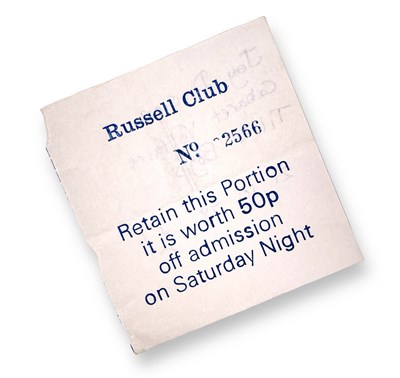 Russell Club
No. 2566
Retain this Portion
it is worth 50p
off admission
on Saturday Night